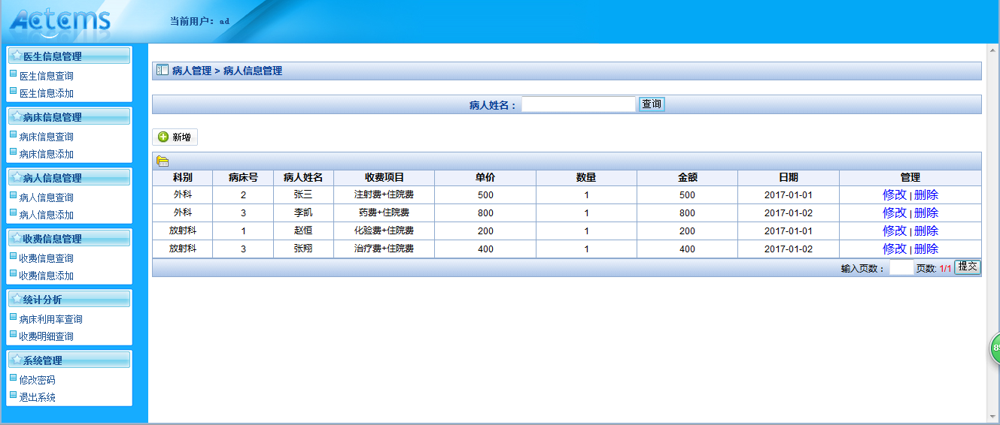 Actcms
当前用户：ad
医生信息管理
医生信息查询
医生信息添加
病床信息管理
病床信息查询
病床信息添加
病人信息管理
病人信息查询
病人信息添加
收费信息管理
收费信息查询
收费信息添加
统计分析
病床利用率查询
收费明细查询
系统管理
修改密码
退出系统
病人管理 > 病人信息管理
病人姓名： 查询
新增
科别 病床号 病人姓名 收费项目 单价 数量 金额 日期 管理
外科 2 张三 注射费+住院费 500 1 500 2017-01-01 修改 | 删除
外科 3 李凯 药费+住院费 800 1 800 2017-01-02 修改 | 删除
放射科 1 赵恒 化验费+住院费 200 1 200 2017-01-01 修改 | 删除
放射科 3 张翔 治疗费+住院费 400 1 400 2017-01-02 修改 | 删除
输入页数： 页数: 1/1 提交